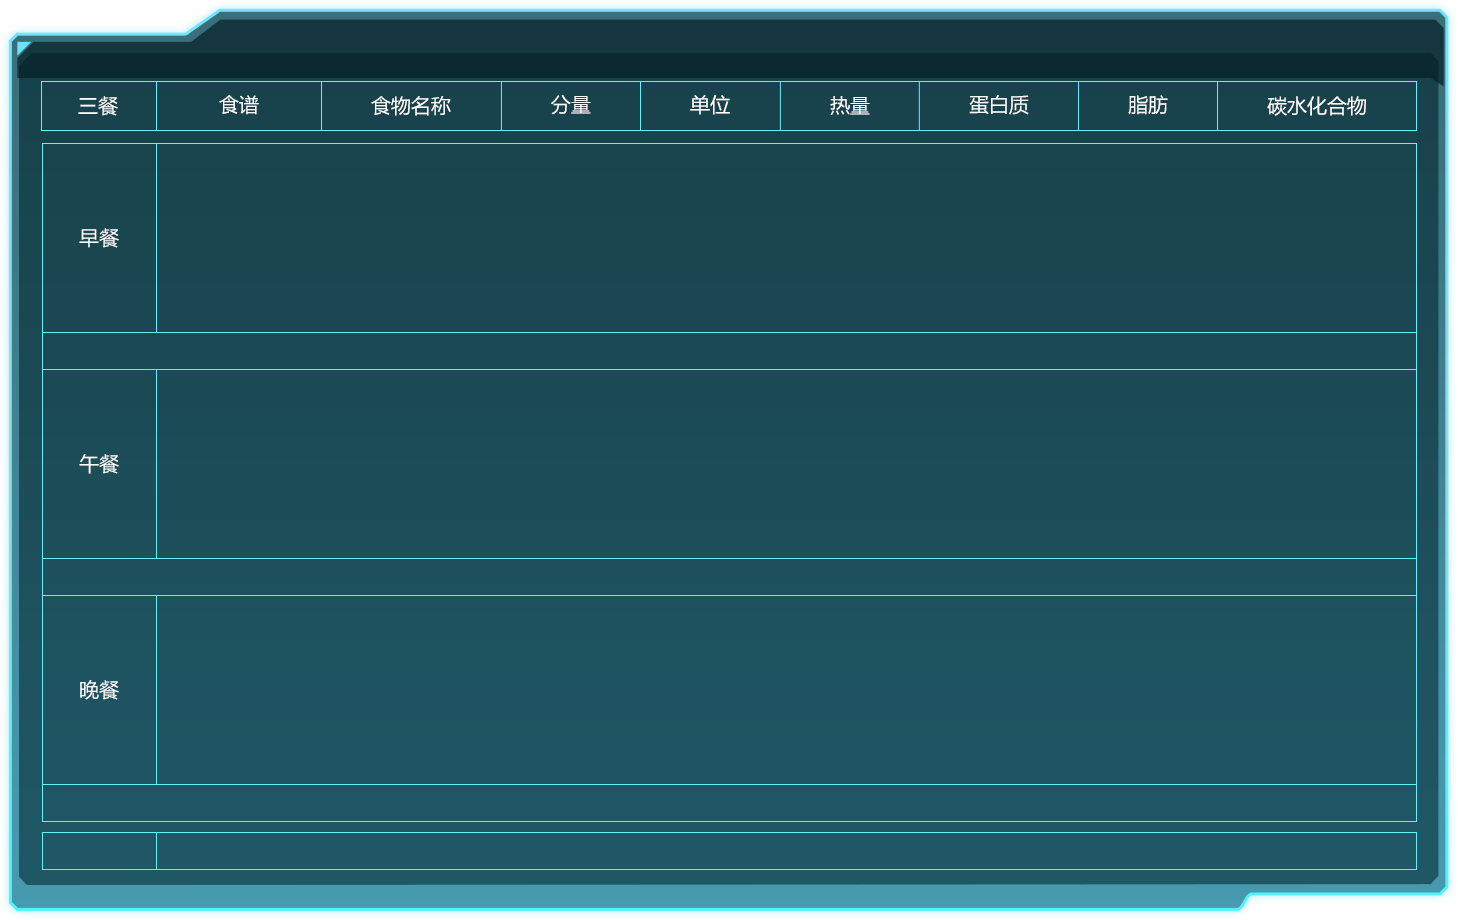 三餐 食谱 食物名称 分量 单位 热量 蛋白质 脂肪 碳水化合物
早餐
午餐
晚餐